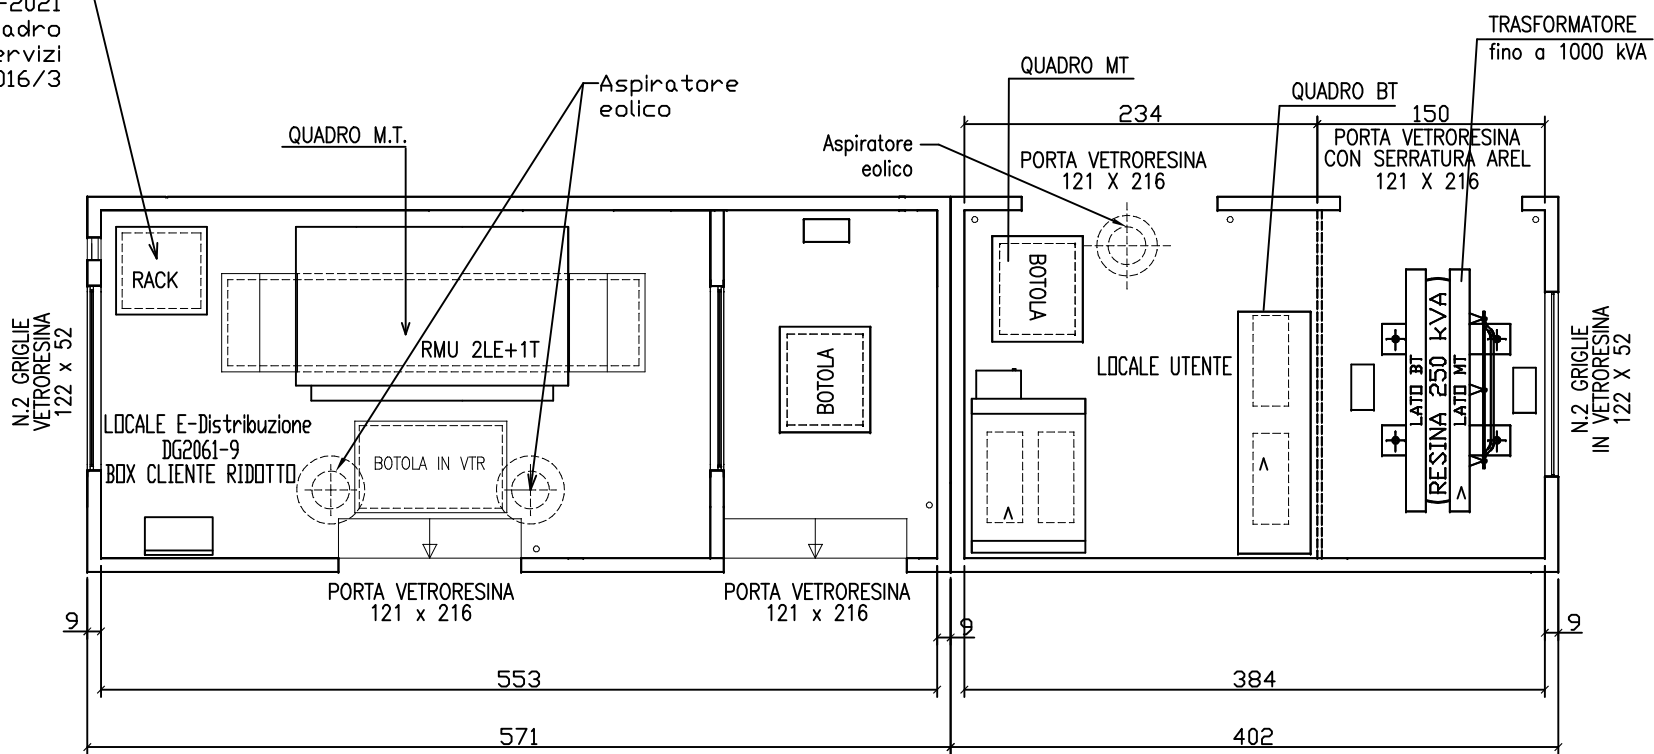 -2021
adro
ervizi
016/3
Aspiratore
eolico
QUADRO M.T.
TRASFORMATORE
fino a 1000 kVA
QUADRO MT
QUADRO BT
234
150
Aspiratore
eolico
PORTA VETRORESINA
121 X 216
PORTA VETRORESINA
CON SERRATURA AREL
121 X 216
RACK
RMU 2LE+1T
BOTOLA
BOTOLA
LOCALE UTENTE
LATO BT
RESINA 250 kVA
LATO MT
N.2 GRIGLIE
VETRORESINA
122 x 52
N.2 GRIGLIE
IN VETRORESINA
122 X 52
LOCALE E-Distribuzione
DG2061-9
BOX CLIENTE RIDOTTO
BOTOLA IN VTR
PORTA VETRORESINA
121 x 216
PORTA VETRORESINA
121 x 216
9
9
9
553
384
571
402